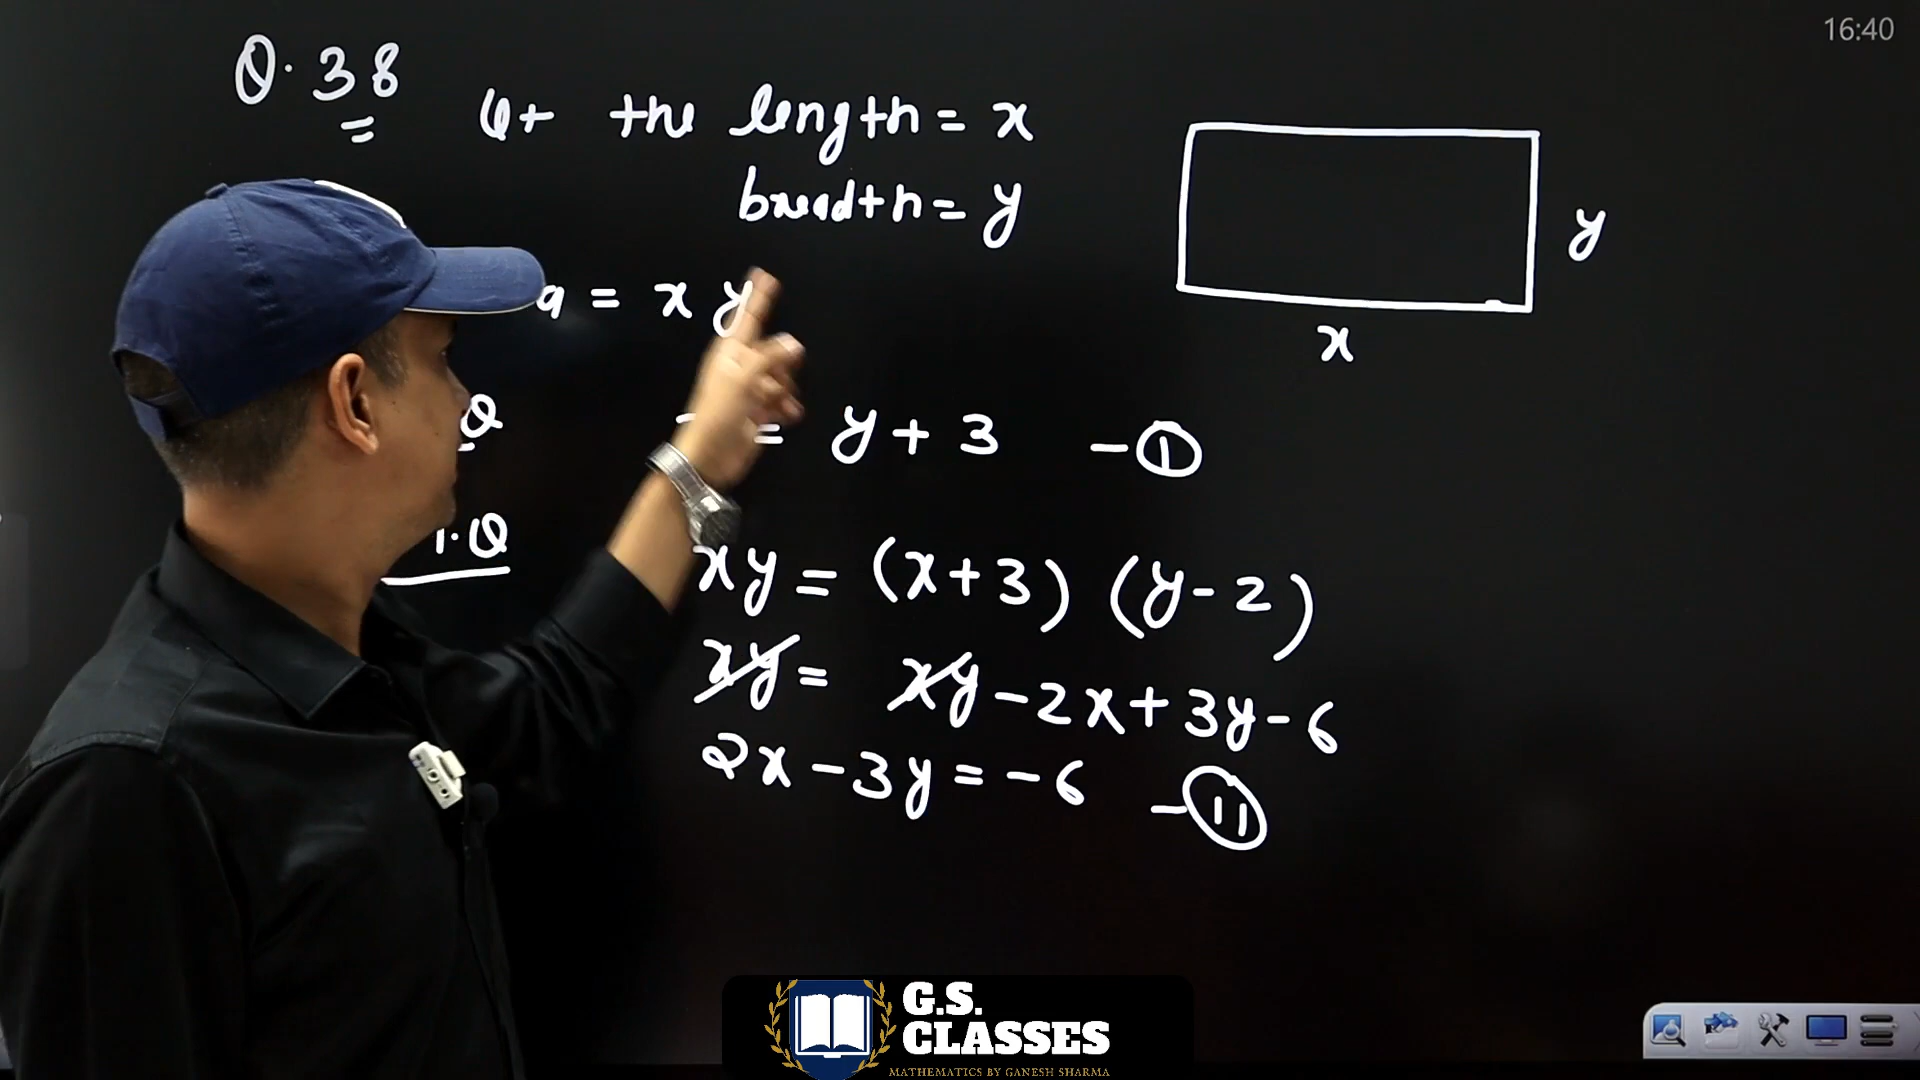 16:40
Q. 38
Let the length = x
breadth = y
a = x y
y
x
Q = y + 3 - ①
1.Q
xy = (x+3) (y-2)
xy = xy - 2x + 3y - 6
2x - 3y = -6 - ⑪
G.S.
CLASSES
MATHEMATICS BY GANESH SHARMA